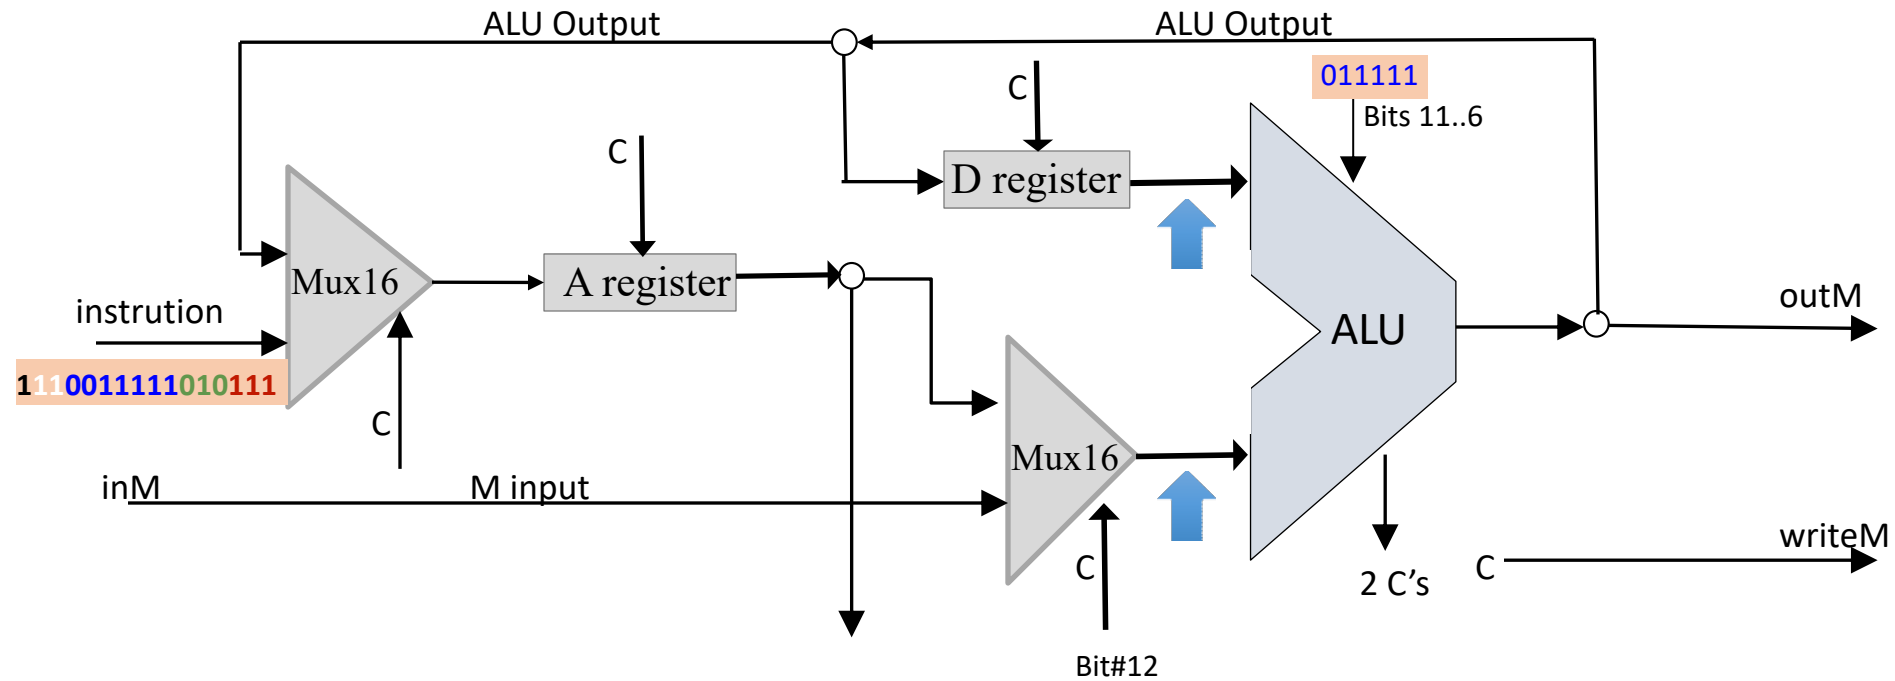 ALU Output
ALU Output
011111
C
Bits 11..6
C
D register
Mux16
A register
instrution
outM
ALU
1110011111010111
C
Mux16
inM
M input
C
writeM
2 C’s
C
Bit#12